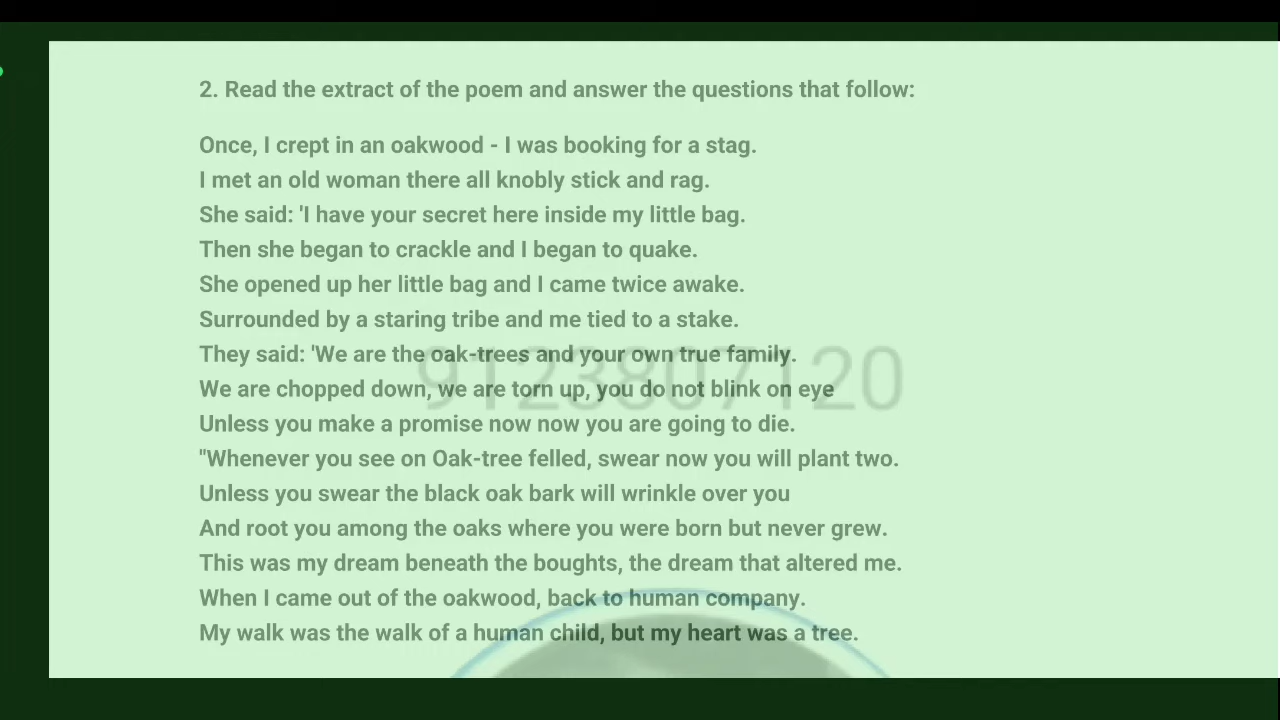 2. Read the extract of the poem and answer the questions that follow:
Once, I crept in an oakwood - I was booking for a stag.
I met an old woman there all knobly stick and rag.
She said: 'I have your secret here inside my little bag.
Then she began to crackle and I began to quake.
She opened up her little bag and I came twice awake.
Surrounded by a staring tribe and me tied to a stake.
They said: 'We are the oak-trees and your own true family.
We are chopped down, we are torn up, you do not blink on eye
Unless you make a promise now now you are going to die.
"Whenever you see on Oak-tree felled, swear now you will plant two.
Unless you swear the black oak bark will wrinkle over you
And root you among the oaks where you were born but never grew.
This was my dream beneath the boughts, the dream that altered me.
When I came out of the oakwood, back to human company.
My walk was the walk of a human child, but my heart was a tree.
9123807120